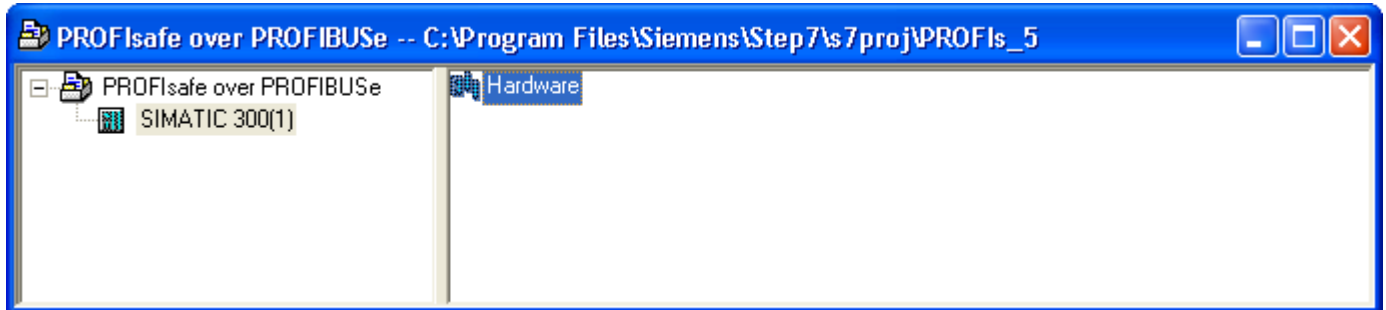 PROFIsafe over PROFIBUSe -- C:\Program Files\Siemens\Step7\s7proj\PROFIs_5
PROFIsafe over PROFIBUSe
Hardware
SIMATIC 300(1)